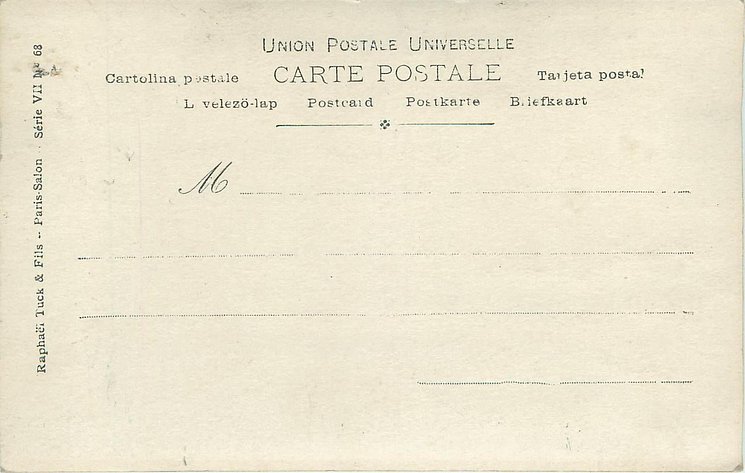 UNION POSTALE UNIVERSELLE
Cartolina postale CARTE POSTALE Tarjeta postal
Levelezö-lap Postcard Postkarte Briefkaart
M
Raphaël Tuck & Fils -- Paris-Salon -- Série VII Nº 68